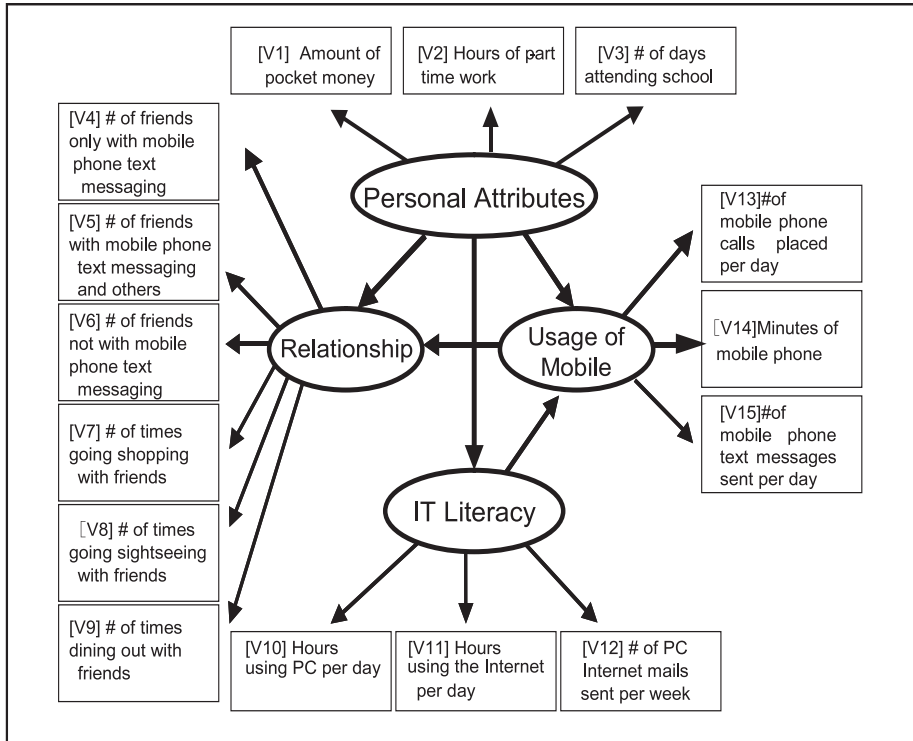 [V1] Amount of
pocket money
[V2] Hours of part
time work
[V3] # of days
attending school
[V4] # of friends
only with mobile
phone text
messaging
[V5] # of friends
with mobile phone
text messaging
and others
[V6] # of friends
not with mobile
phone text
messaging
[V7] # of times
going shopping
with friends
[V8] # of times
going sightseeing
with friends
[V9] # of times
dining out with
friends
Personal Attributes
Relationship
Usage of
Mobile
IT Literacy
[V13]#of
mobile phone
calls placed
per day
[V14]Minutes of
mobile phone
[V15]#of
mobile phone
text messages
sent per day
[V10] Hours
using PC per day
[V11] Hours
using the Internet
per day
[V12] # of PC
Internet mails
sent per week